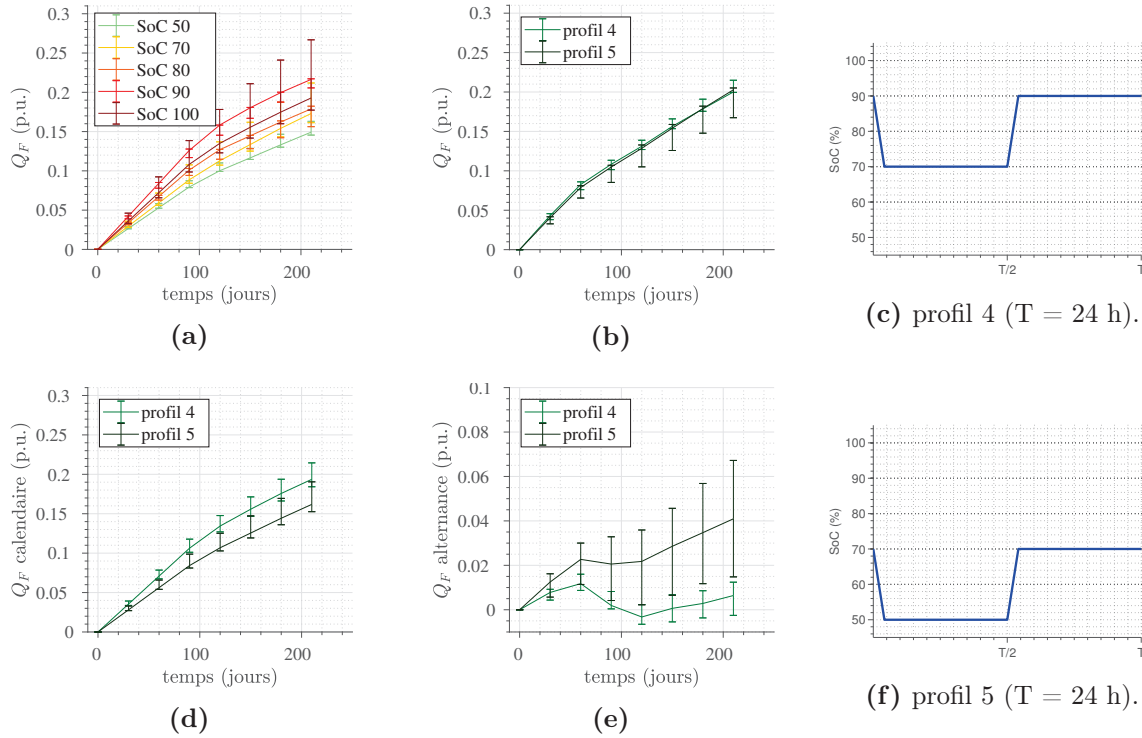 0.3
0.25
0.2
0.15
0.1
0.05
0
Q_F (p.u.)
SoC 50
SoC 70
SoC 80
SoC 90
SoC 100
0 100 200
temps (jours)
(a)
0.3
0.25
0.2
0.15
0.1
0.05
0
Q_F (p.u.)
profil 4
profil 5
0 100 200
temps (jours)
(b)
100
90
80
70
60
50
SoC (%)
T/2 T
(c) profil 4 (T = 24 h).
0.3
0.25
0.2
0.15
0.1
0.05
0
Q_F calendaire (p.u.)
profil 4
profil 5
0 100 200
temps (jours)
(d)
0.1
0.08
0.06
0.04
0.02
0
Q_F alternance (p.u.)
profil 4
profil 5
0 100 200
temps (jours)
(e)
100
90
80
70
60
50
SoC (%)
T/2 T
(f) profil 5 (T = 24 h).